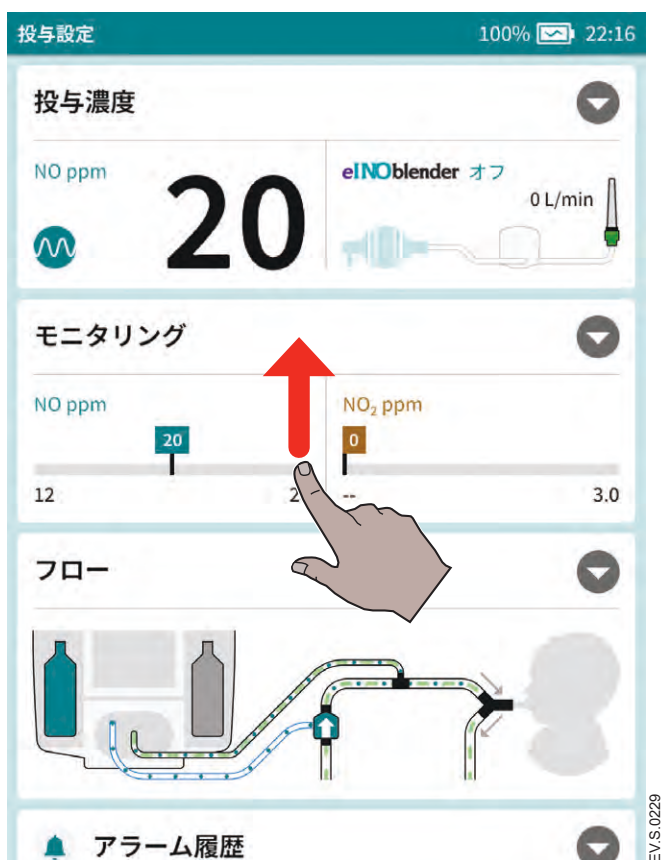 投与設定 100% 22:16
投与濃度
NO ppm 20
eINOblender オフ
0 L/min
モニタリング
NO ppm
20
12
NO₂ ppm
0
-- 3.0
フロー
アラーム履歴
EV.S.0229